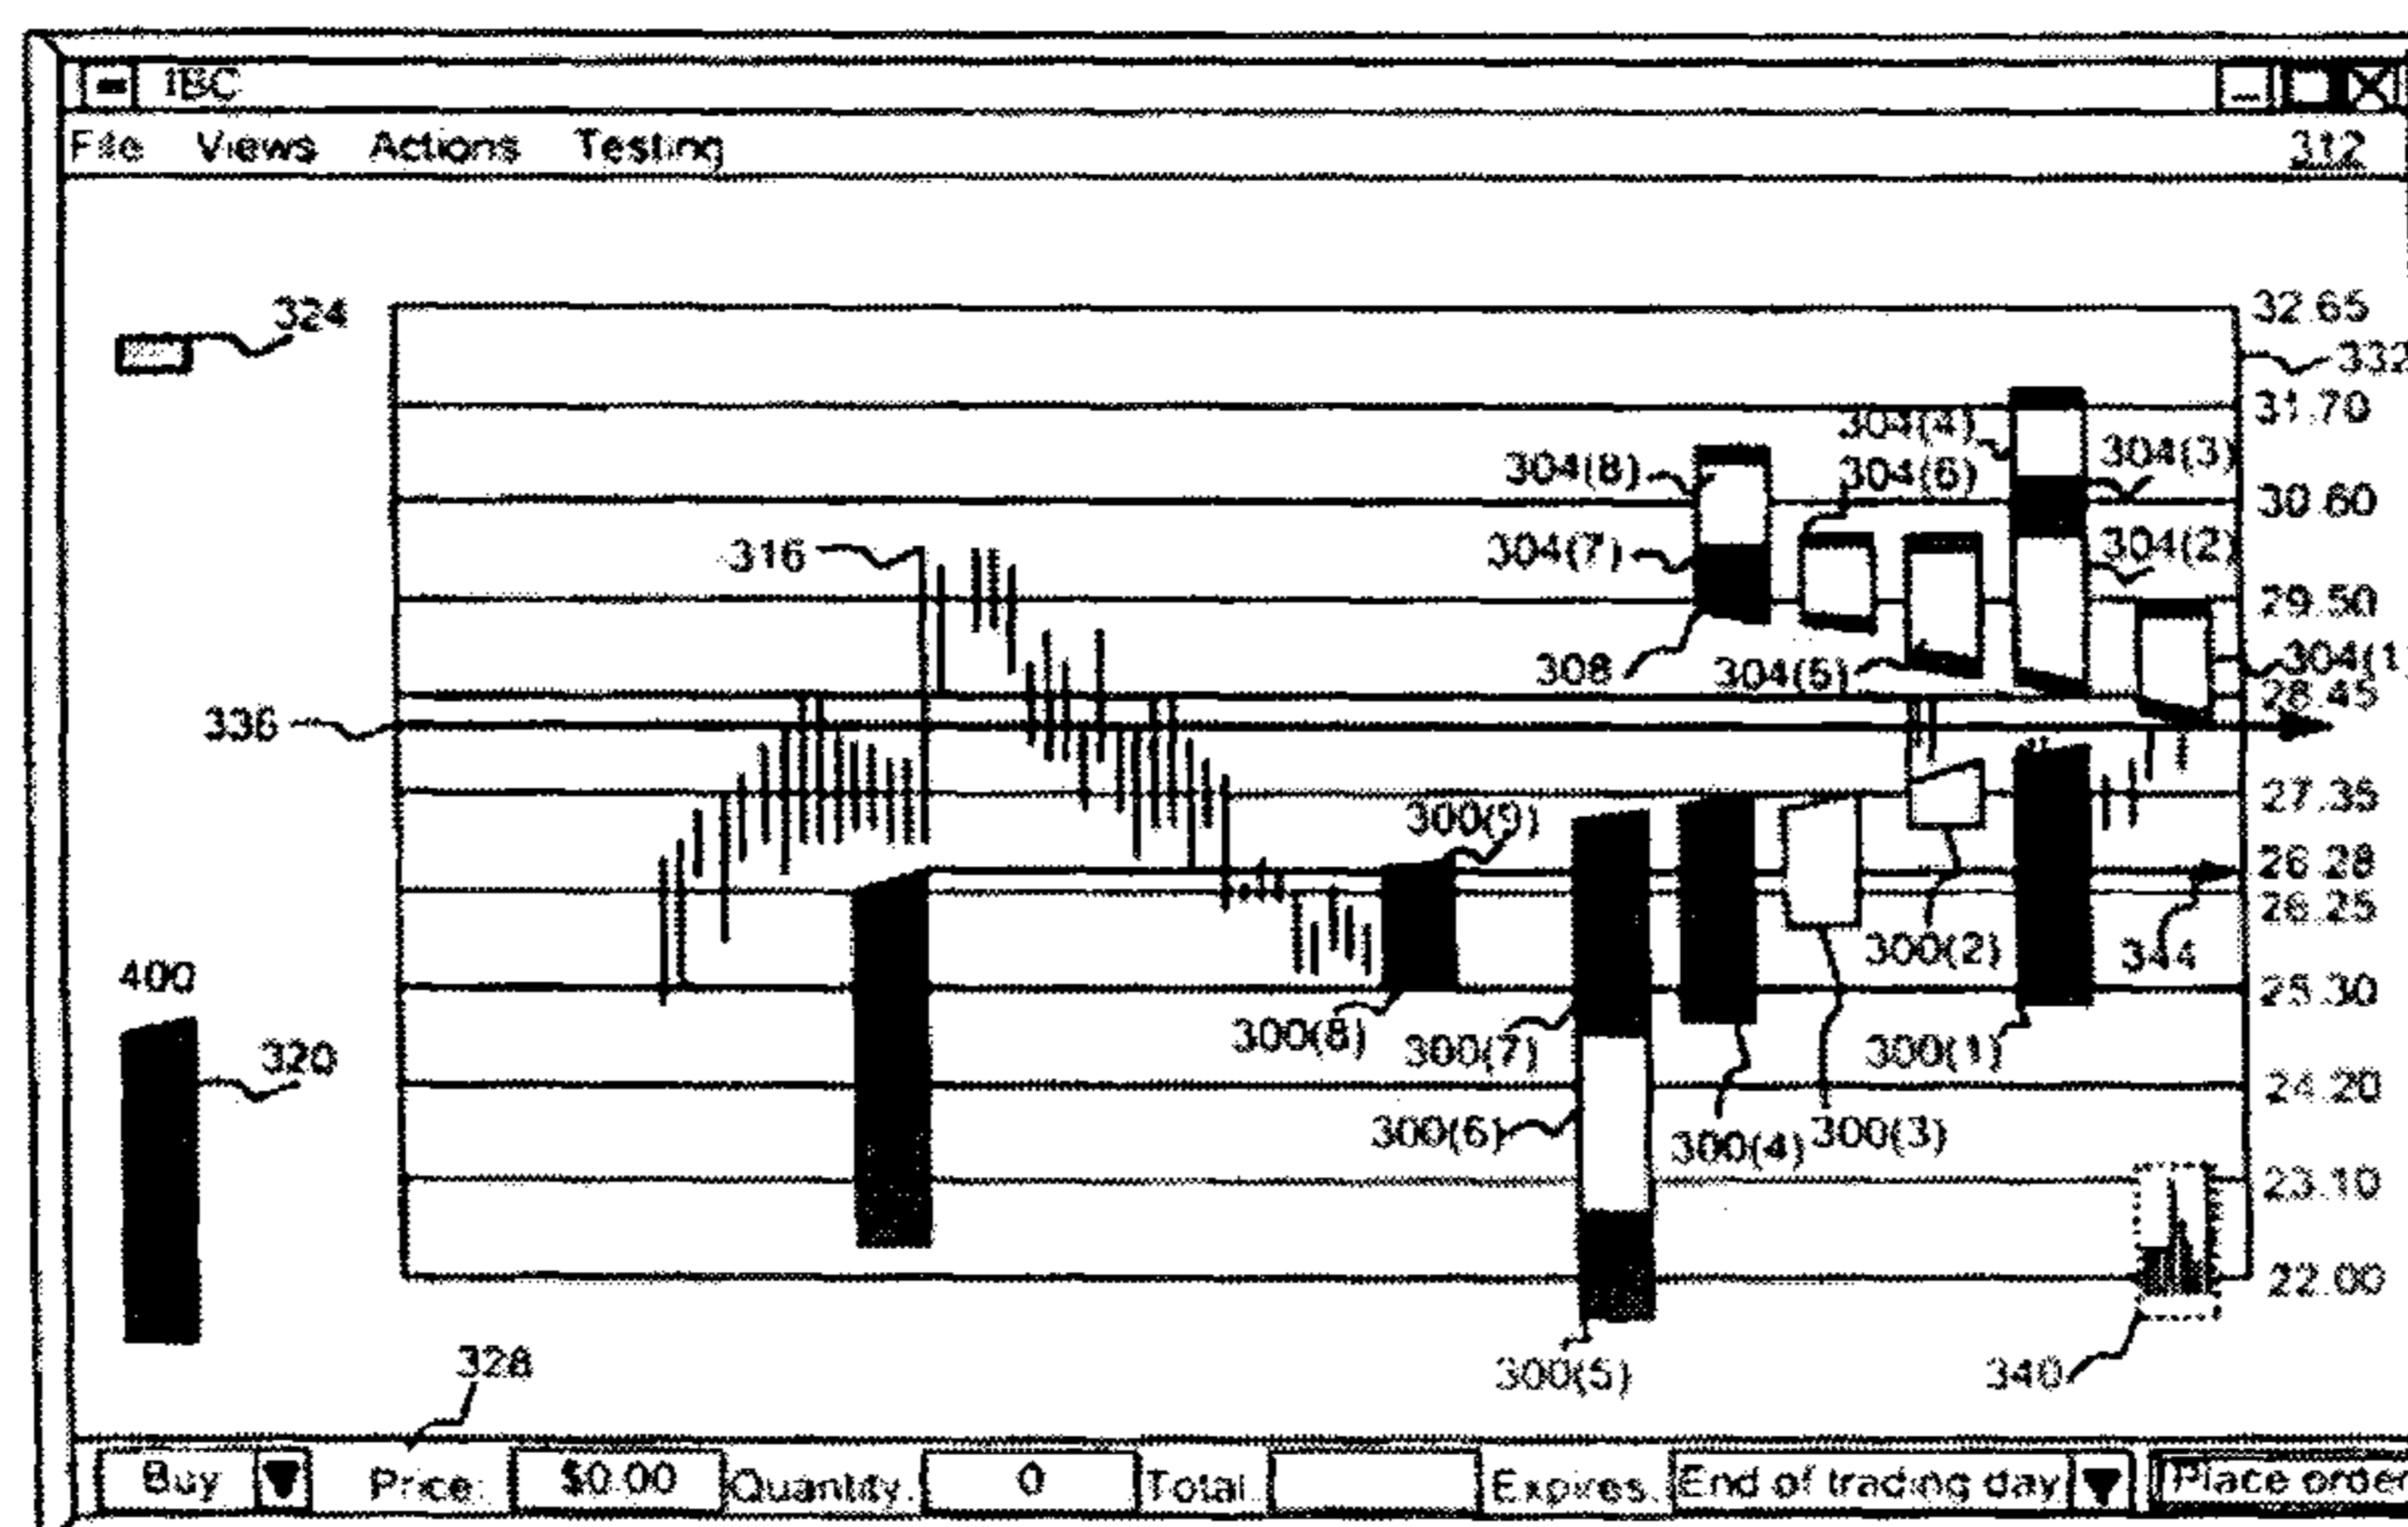 IBC
File Views Actions Testing 312
324
32.65
332
31.70
304(4)
304(8) 304(6) 304(3)
30.60
316 304(7) 304(2)
29.50
308 304(5) 304(1)
28.45
336
27.35
300(9)
26.28
26.25
300(2) 344
400
25.30
300(8) 300(7) 300(1)
320
24.20
300(6) 300(4) 300(3)
23.10
22.00
328
300(5) 340
Buy Price: $0.00 Quantity: 0 Total Expires: End of trading day Place order